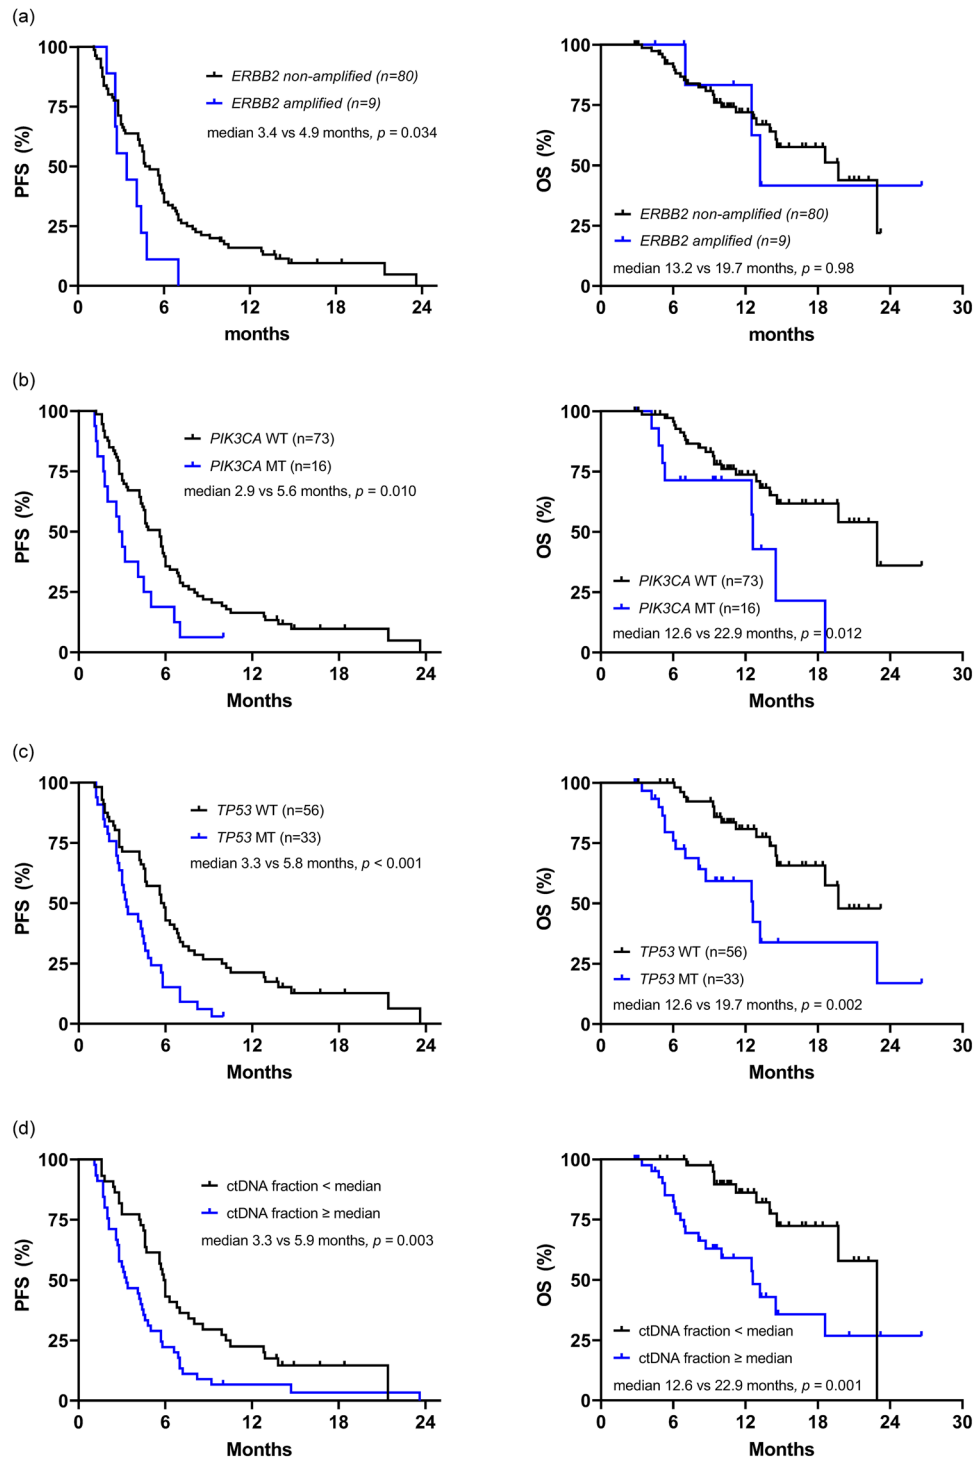 (a)
100
75
50
25
0
PFS (%)
ERBB2 non-amplified (n=80)
ERBB2 amplified (n=9)
median 3.4 vs 4.9 months, p = 0.034
0 6 12 18 24
months
100
75
50
25
0
OS (%)
ERBB2 non-amplified (n=80)
ERBB2 amplified (n=9)
median 13.2 vs 19.7 months, p = 0.98
0 6 12 18 24 30
months
(b)
100
75
50
25
0
PFS (%)
PIK3CA WT (n=73)
PIK3CA MT (n=16)
median 2.9 vs 5.6 months, p = 0.010
0 6 12 18 24
Months
100
75
50
25
0
OS (%)
PIK3CA WT (n=73)
PIK3CA MT (n=16)
median 12.6 vs 22.9 months, p = 0.012
0 6 12 18 24 30
Months
(c)
100
75
50
25
0
PFS (%)
TP53 WT (n=56)
TP53 MT (n=33)
median 3.3 vs 5.8 months, p < 0.001
0 6 12 18 24
Months
100
75
50
25
0
OS (%)
TP53 WT (n=56)
TP53 MT (n=33)
median 12.6 vs 19.7 months, p = 0.002
0 6 12 18 24 30
Months
(d)
100
75
50
25
0
PFS (%)
ctDNA fraction < median
ctDNA fraction ≥ median
median 3.3 vs 5.9 months, p = 0.003
0 6 12 18 24
Months
100
75
50
25
0
OS (%)
ctDNA fraction < median
ctDNA fraction ≥ median
median 12.6 vs 22.9 months, p = 0.001
0 6 12 18 24 30
Months